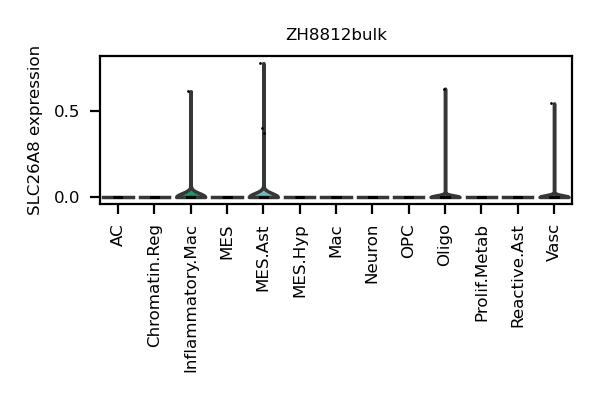 ZH8812bulk
SLC26A8 expression
0.5
0.0
AC
Chromatin.Reg
Inflammatory.Mac
MES
MES.Ast
MES.Hyp
Mac
Neuron
OPC
Oligo
Prolif.Metab
Reactive.Ast
Vasc